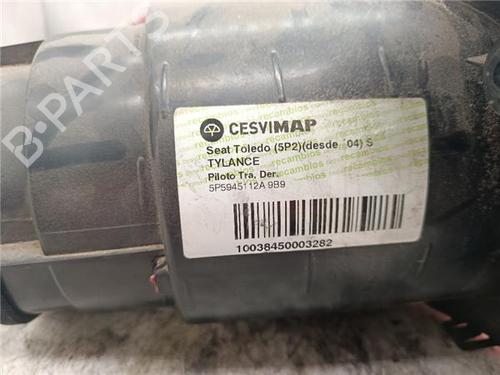 B-PARTS
CESVIMAP
Seat Toledo (5P2)(desde ´04) S
TYLANCE
Piloto Tra. Der.
5P5945112A 9B9
10038450003282